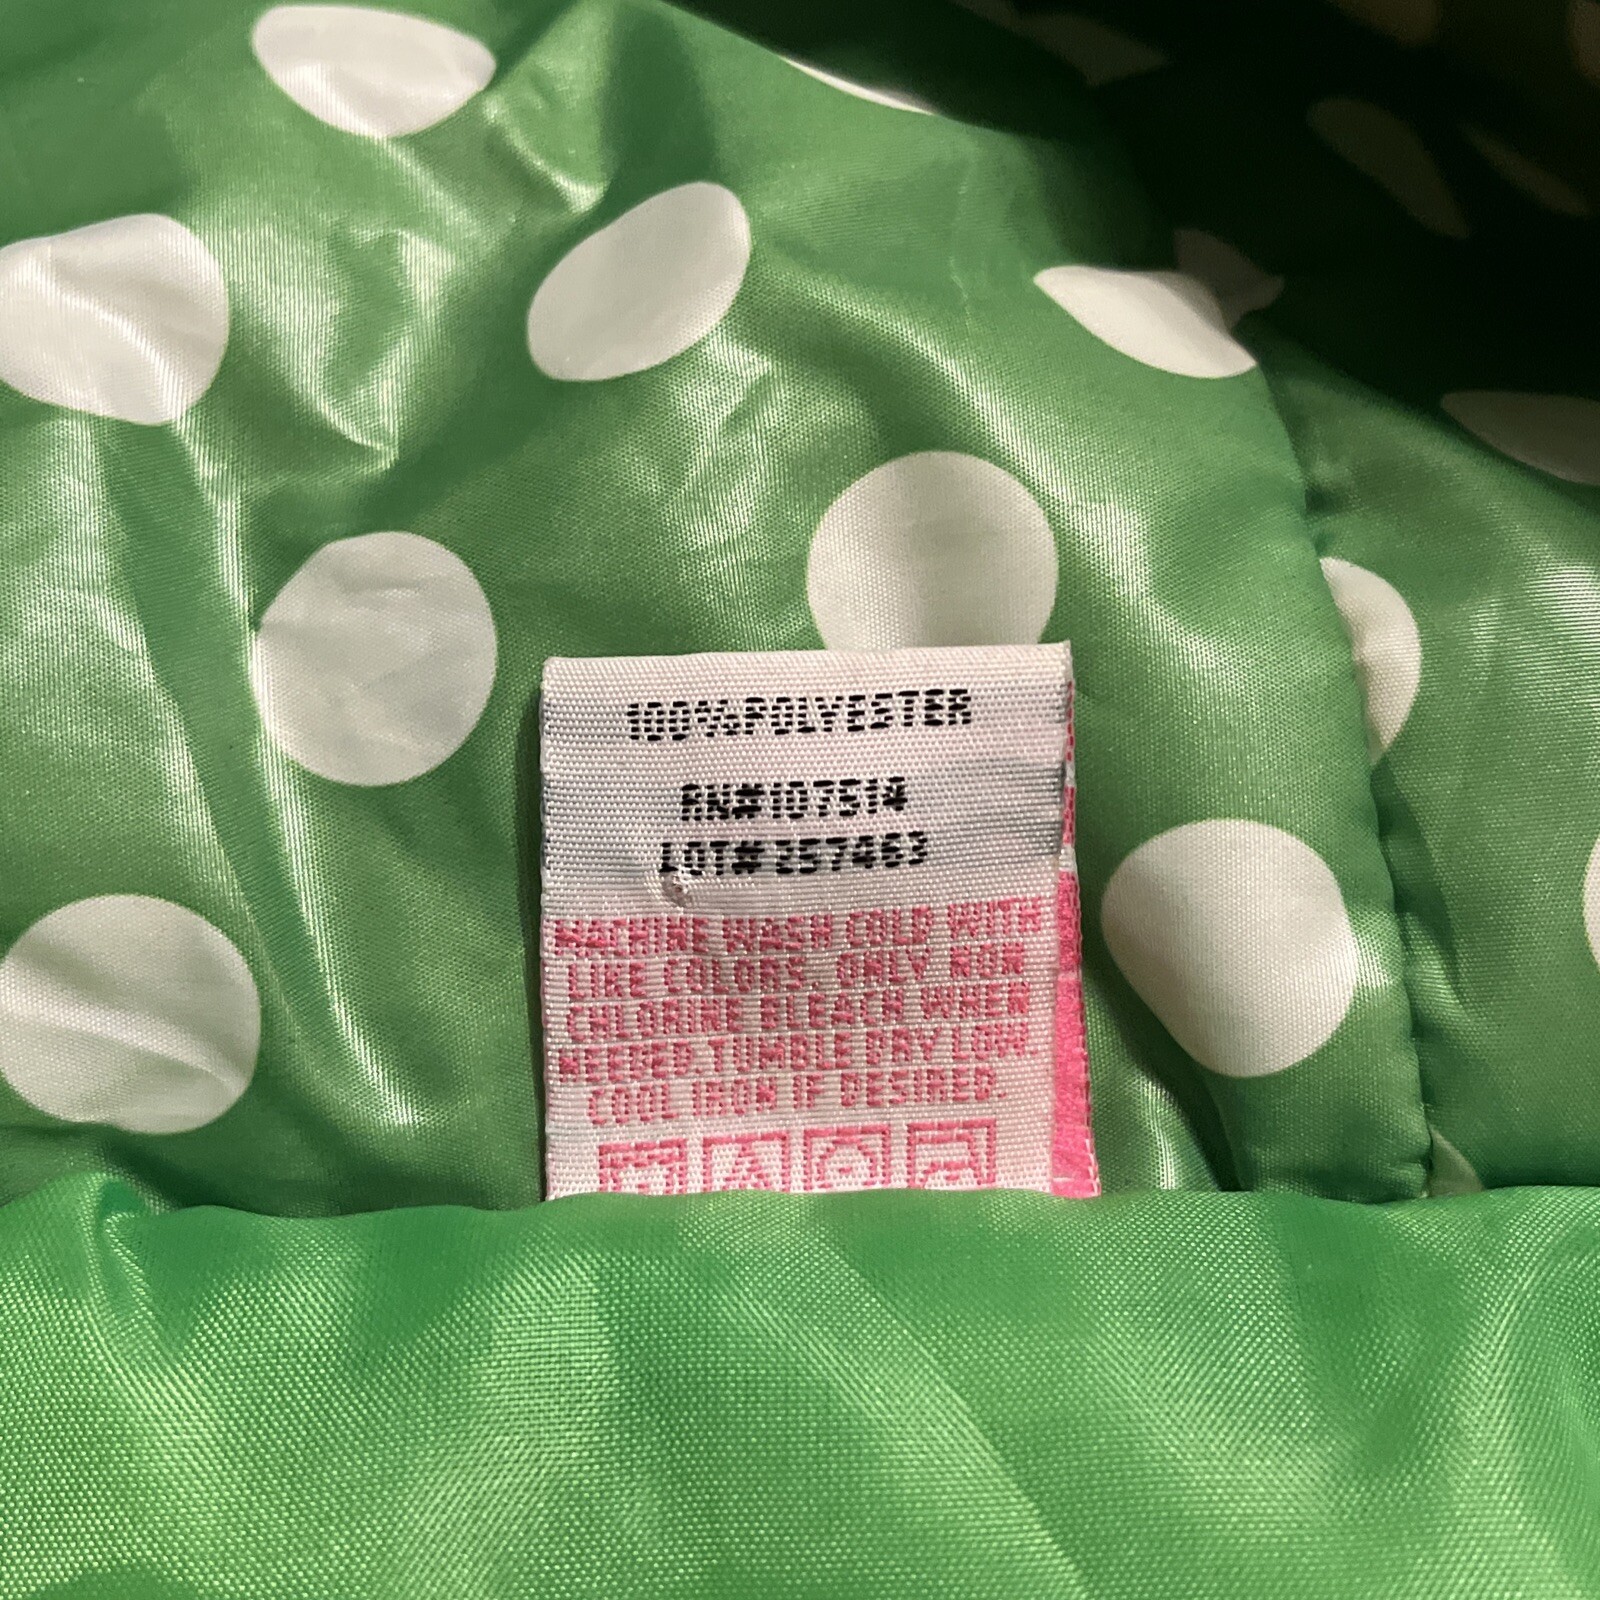 100% POLYESTER
RN#107514
LOT#257463
MACHINE WASH COLD WITH
LIKE COLORS. ONLY NON
CHLORINE BLEACH WHEN
NEEDED. TUMBLE DRY LOW.
COOL IRON IF DESIRED.